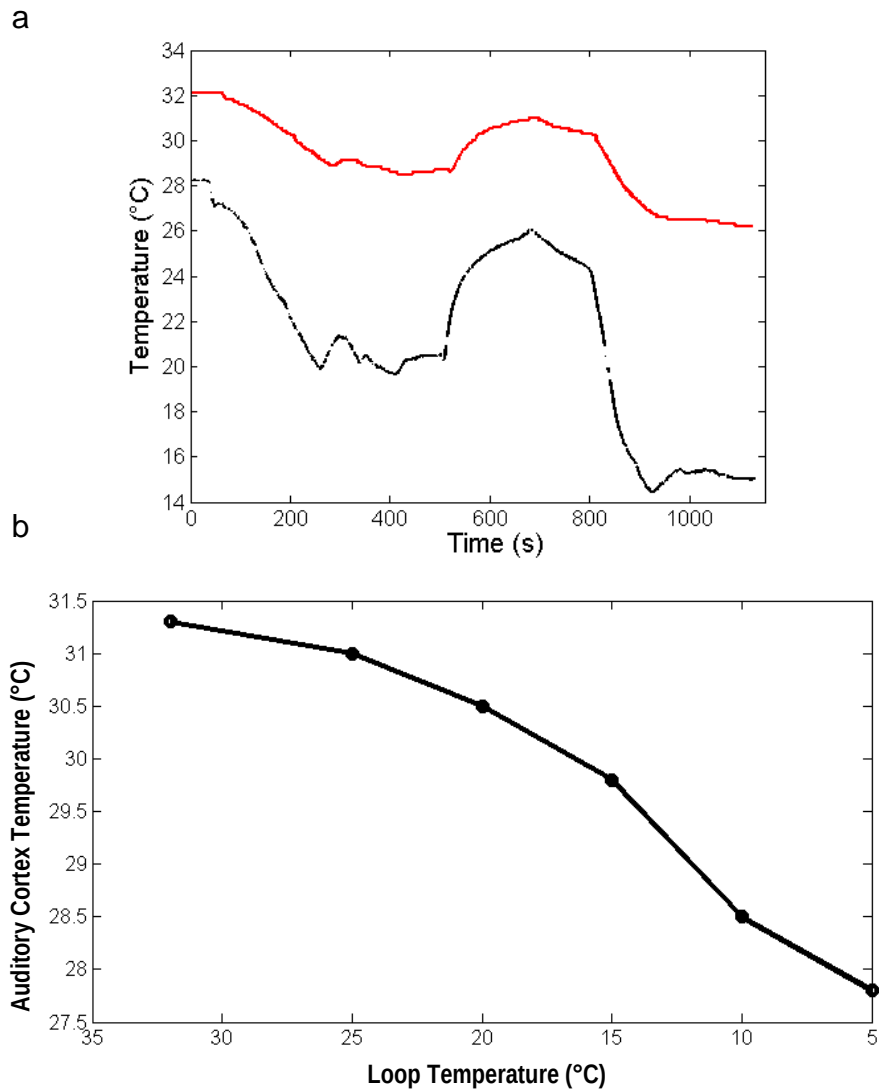 a
34
32
30
28
26
24
22
20
18
16
14
Temperature (°C)
0 200 400 600 800 1000
Time (s)
b
31.5
31
30.5
30
29.5
29
28.5
28
27.5
Auditory Cortex Temperature (°C)
35 30 25 20 15 10 5
Loop Temperature (°C)